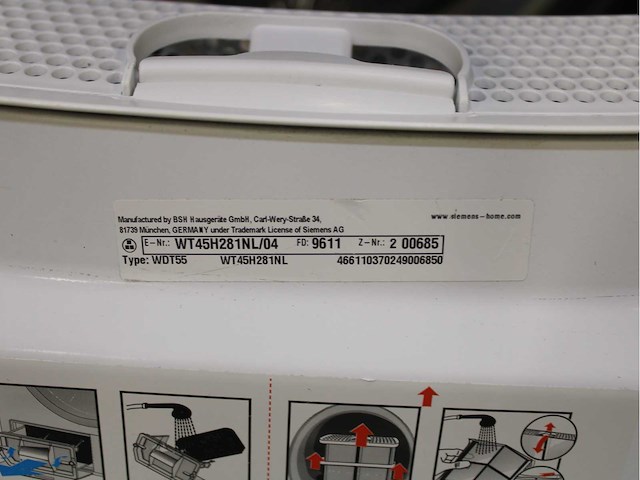 Manufactured by BSH Hausgeräte GmbH, Carl-Wery-Straße 34, www.siemens-home.com
81739 München, GERMANY under Trademark License of Siemens AG
E-Nr.: WT45H281NL/04 FD: 9611 Z-Nr.: 2 00685
Type: WDT55 WT45H281NL 466110370249006850